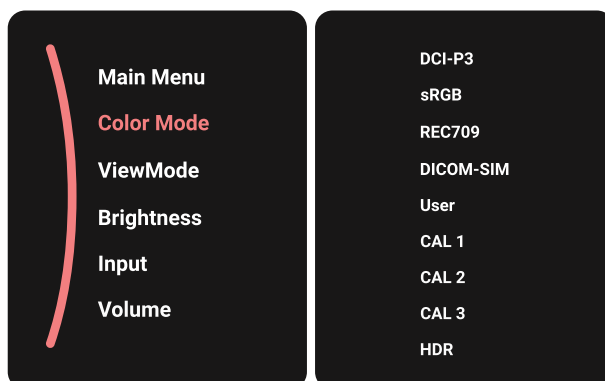 Main Menu
Color Mode
ViewMode
Brightness
Input
Volume
DCI-P3
sRGB
REC709
DICOM-SIM
User
CAL 1
CAL 2
CAL 3
HDR